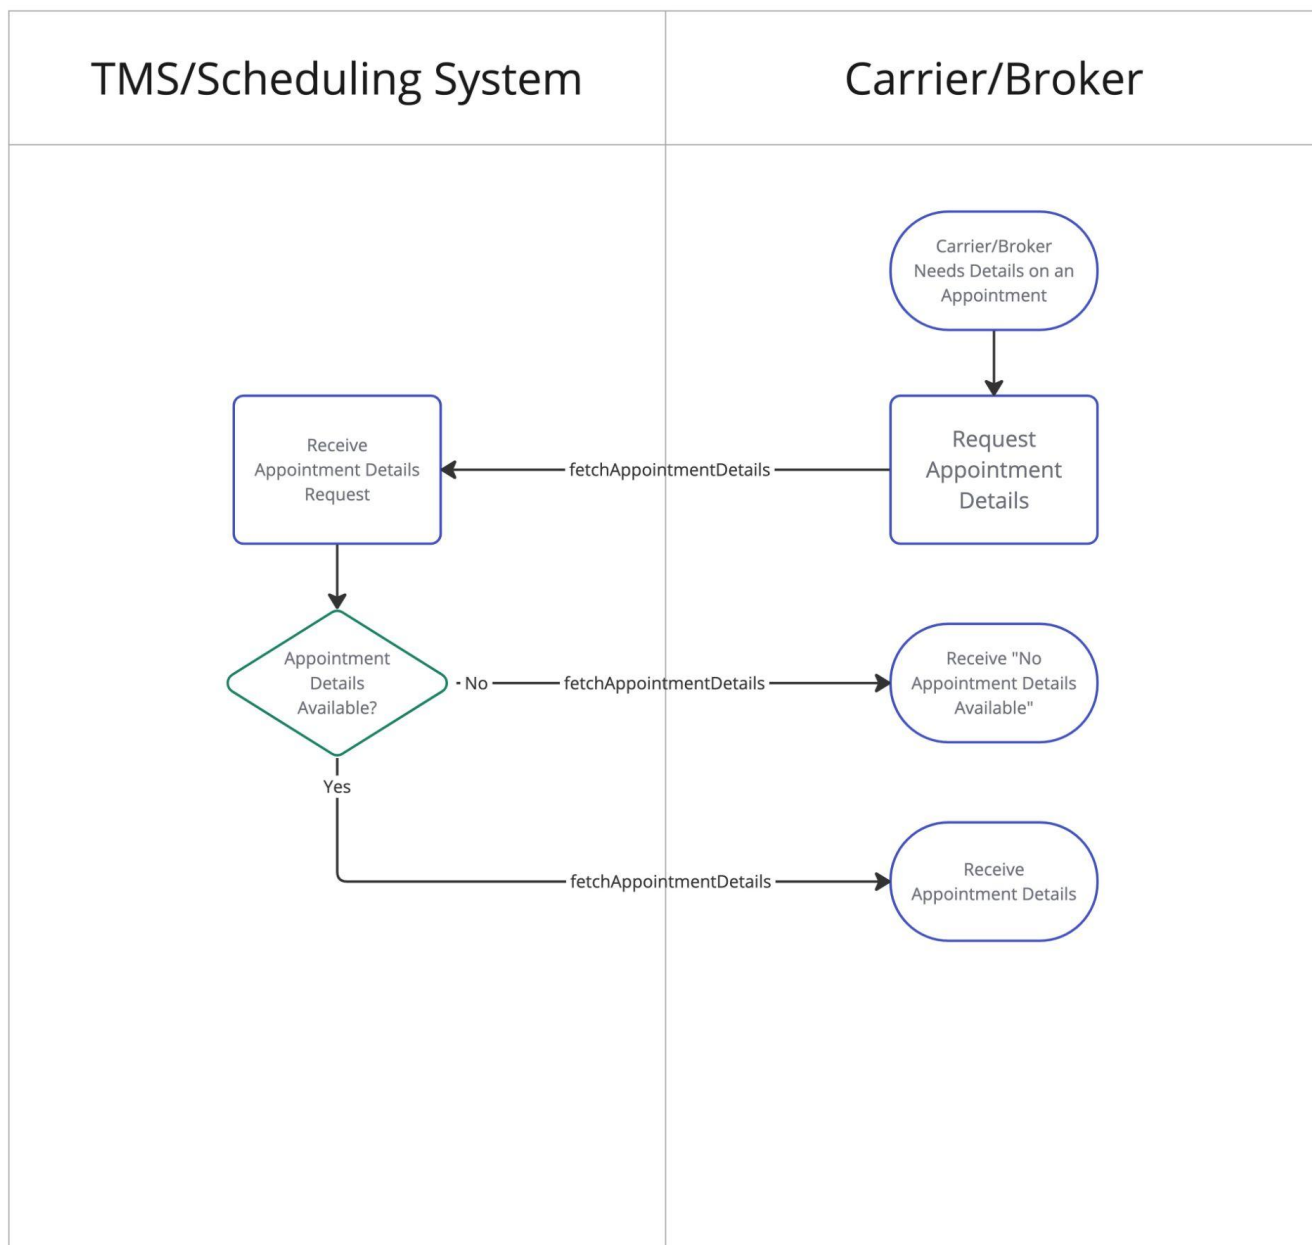 TMS/Scheduling System
Carrier/Broker
Carrier/Broker
Needs Details on an
Appointment
Receive
Appointment Details
Request
fetchAppointmentDetails
Request
Appointment
Details
Appointment
Details
Available?
No
fetchAppointmentDetails
Receive "No
Appointment Details
Available"
Yes
fetchAppointmentDetails
Receive
Appointment Details